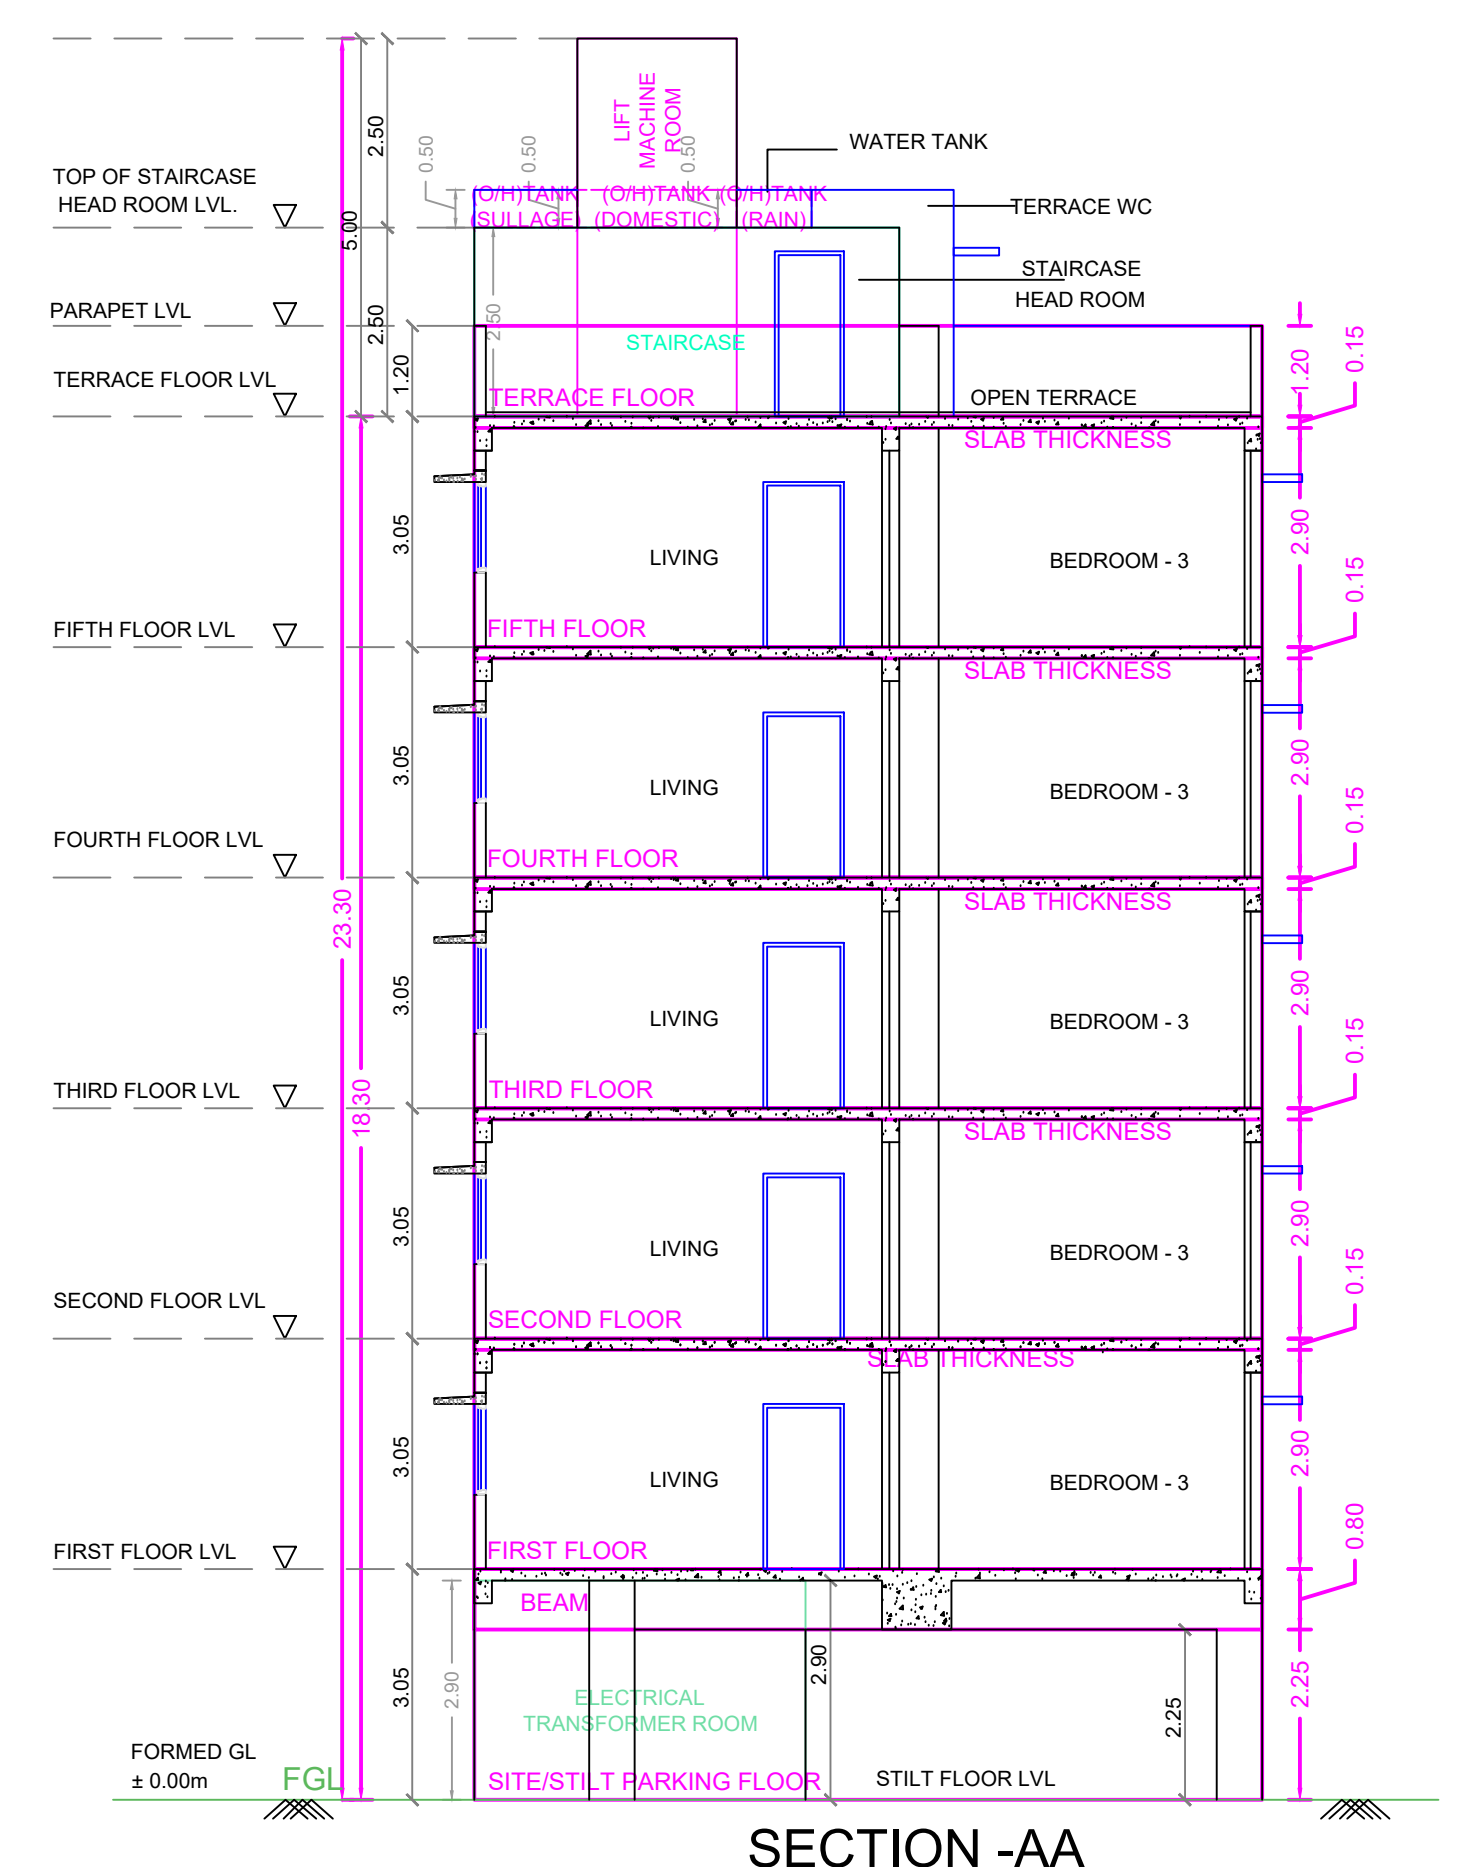 LIFT
MACHINE
ROOM
2.50
0.50
0.50
0.50
WATER TANK
TOP OF STAIRCASE
HEAD ROOM LVL.
5.00
(O/H)TANK
(SULLAGE)
(O/H)TANK
(DOMESTIC)
(O/H)TANK
(RAIN)
TERRACE WC
STAIRCASE
HEAD ROOM
PARAPET LVL
2.50
2.50
STAIRCASE
1.20
1.20
0.15
TERRACE FLOOR LVL
TERRACE FLOOR
OPEN TERRACE
SLAB THICKNESS
3.05
LIVING
BEDROOM - 3
2.90
0.15
FIFTH FLOOR LVL
FIFTH FLOOR
SLAB THICKNESS
3.05
LIVING
BEDROOM - 3
2.90
0.15
FOURTH FLOOR LVL
FOURTH FLOOR
SLAB THICKNESS
23.30
3.05
LIVING
BEDROOM - 3
2.90
0.15
THIRD FLOOR LVL
18.30
THIRD FLOOR
SLAB THICKNESS
3.05
LIVING
BEDROOM - 3
2.90
0.15
SECOND FLOOR LVL
SECOND FLOOR
SLAB THICKNESS
3.05
LIVING
BEDROOM - 3
2.90
0.80
FIRST FLOOR LVL
FIRST FLOOR
BEAM
3.05
2.90
2.90
2.25
2.25
ELECTRICAL
TRANSFORMER ROOM
FORMED GL
± 0.00m
FGL
SITE/STILT PARKING FLOOR
STILT FLOOR LVL
SECTION -AA